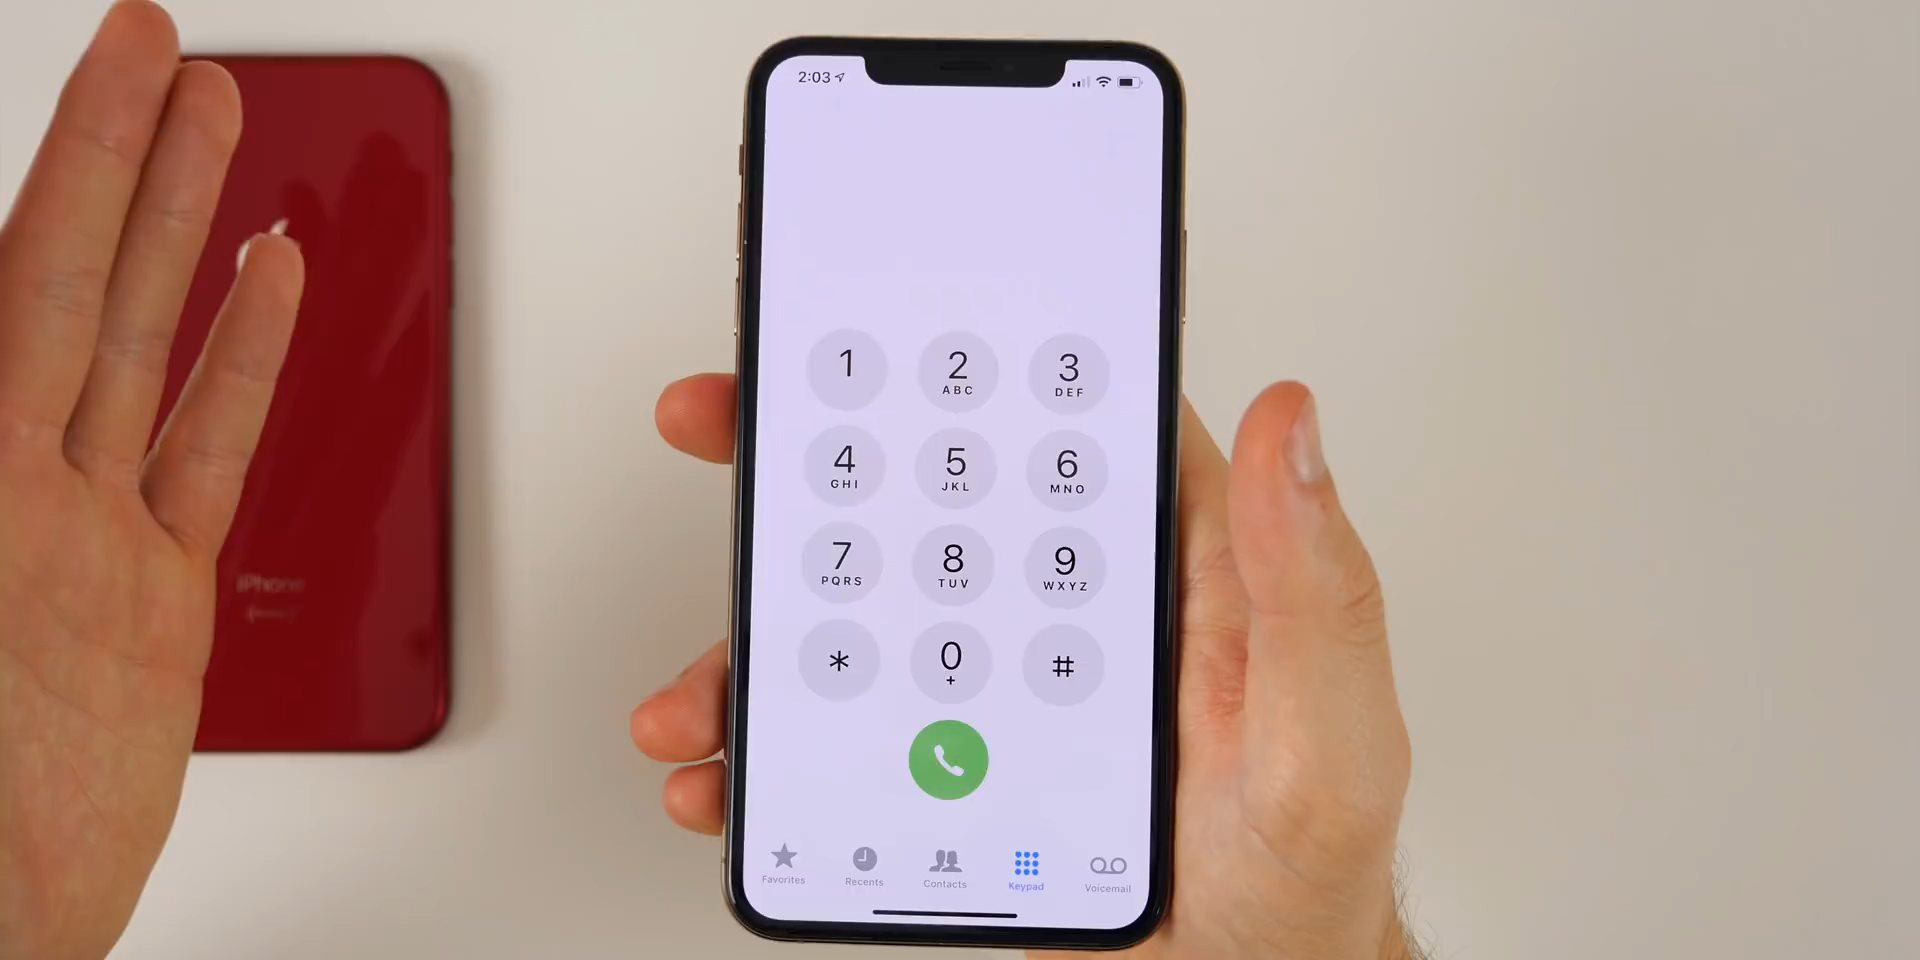 2:03
1
2
ABC
3
DEF
4
GHI
5
JKL
6
MNO
7
PQRS
8
TUV
9
WXYZ
*
0
+
#
Favorites
Recents
Contacts
Keypad
Voicemail
iPhone